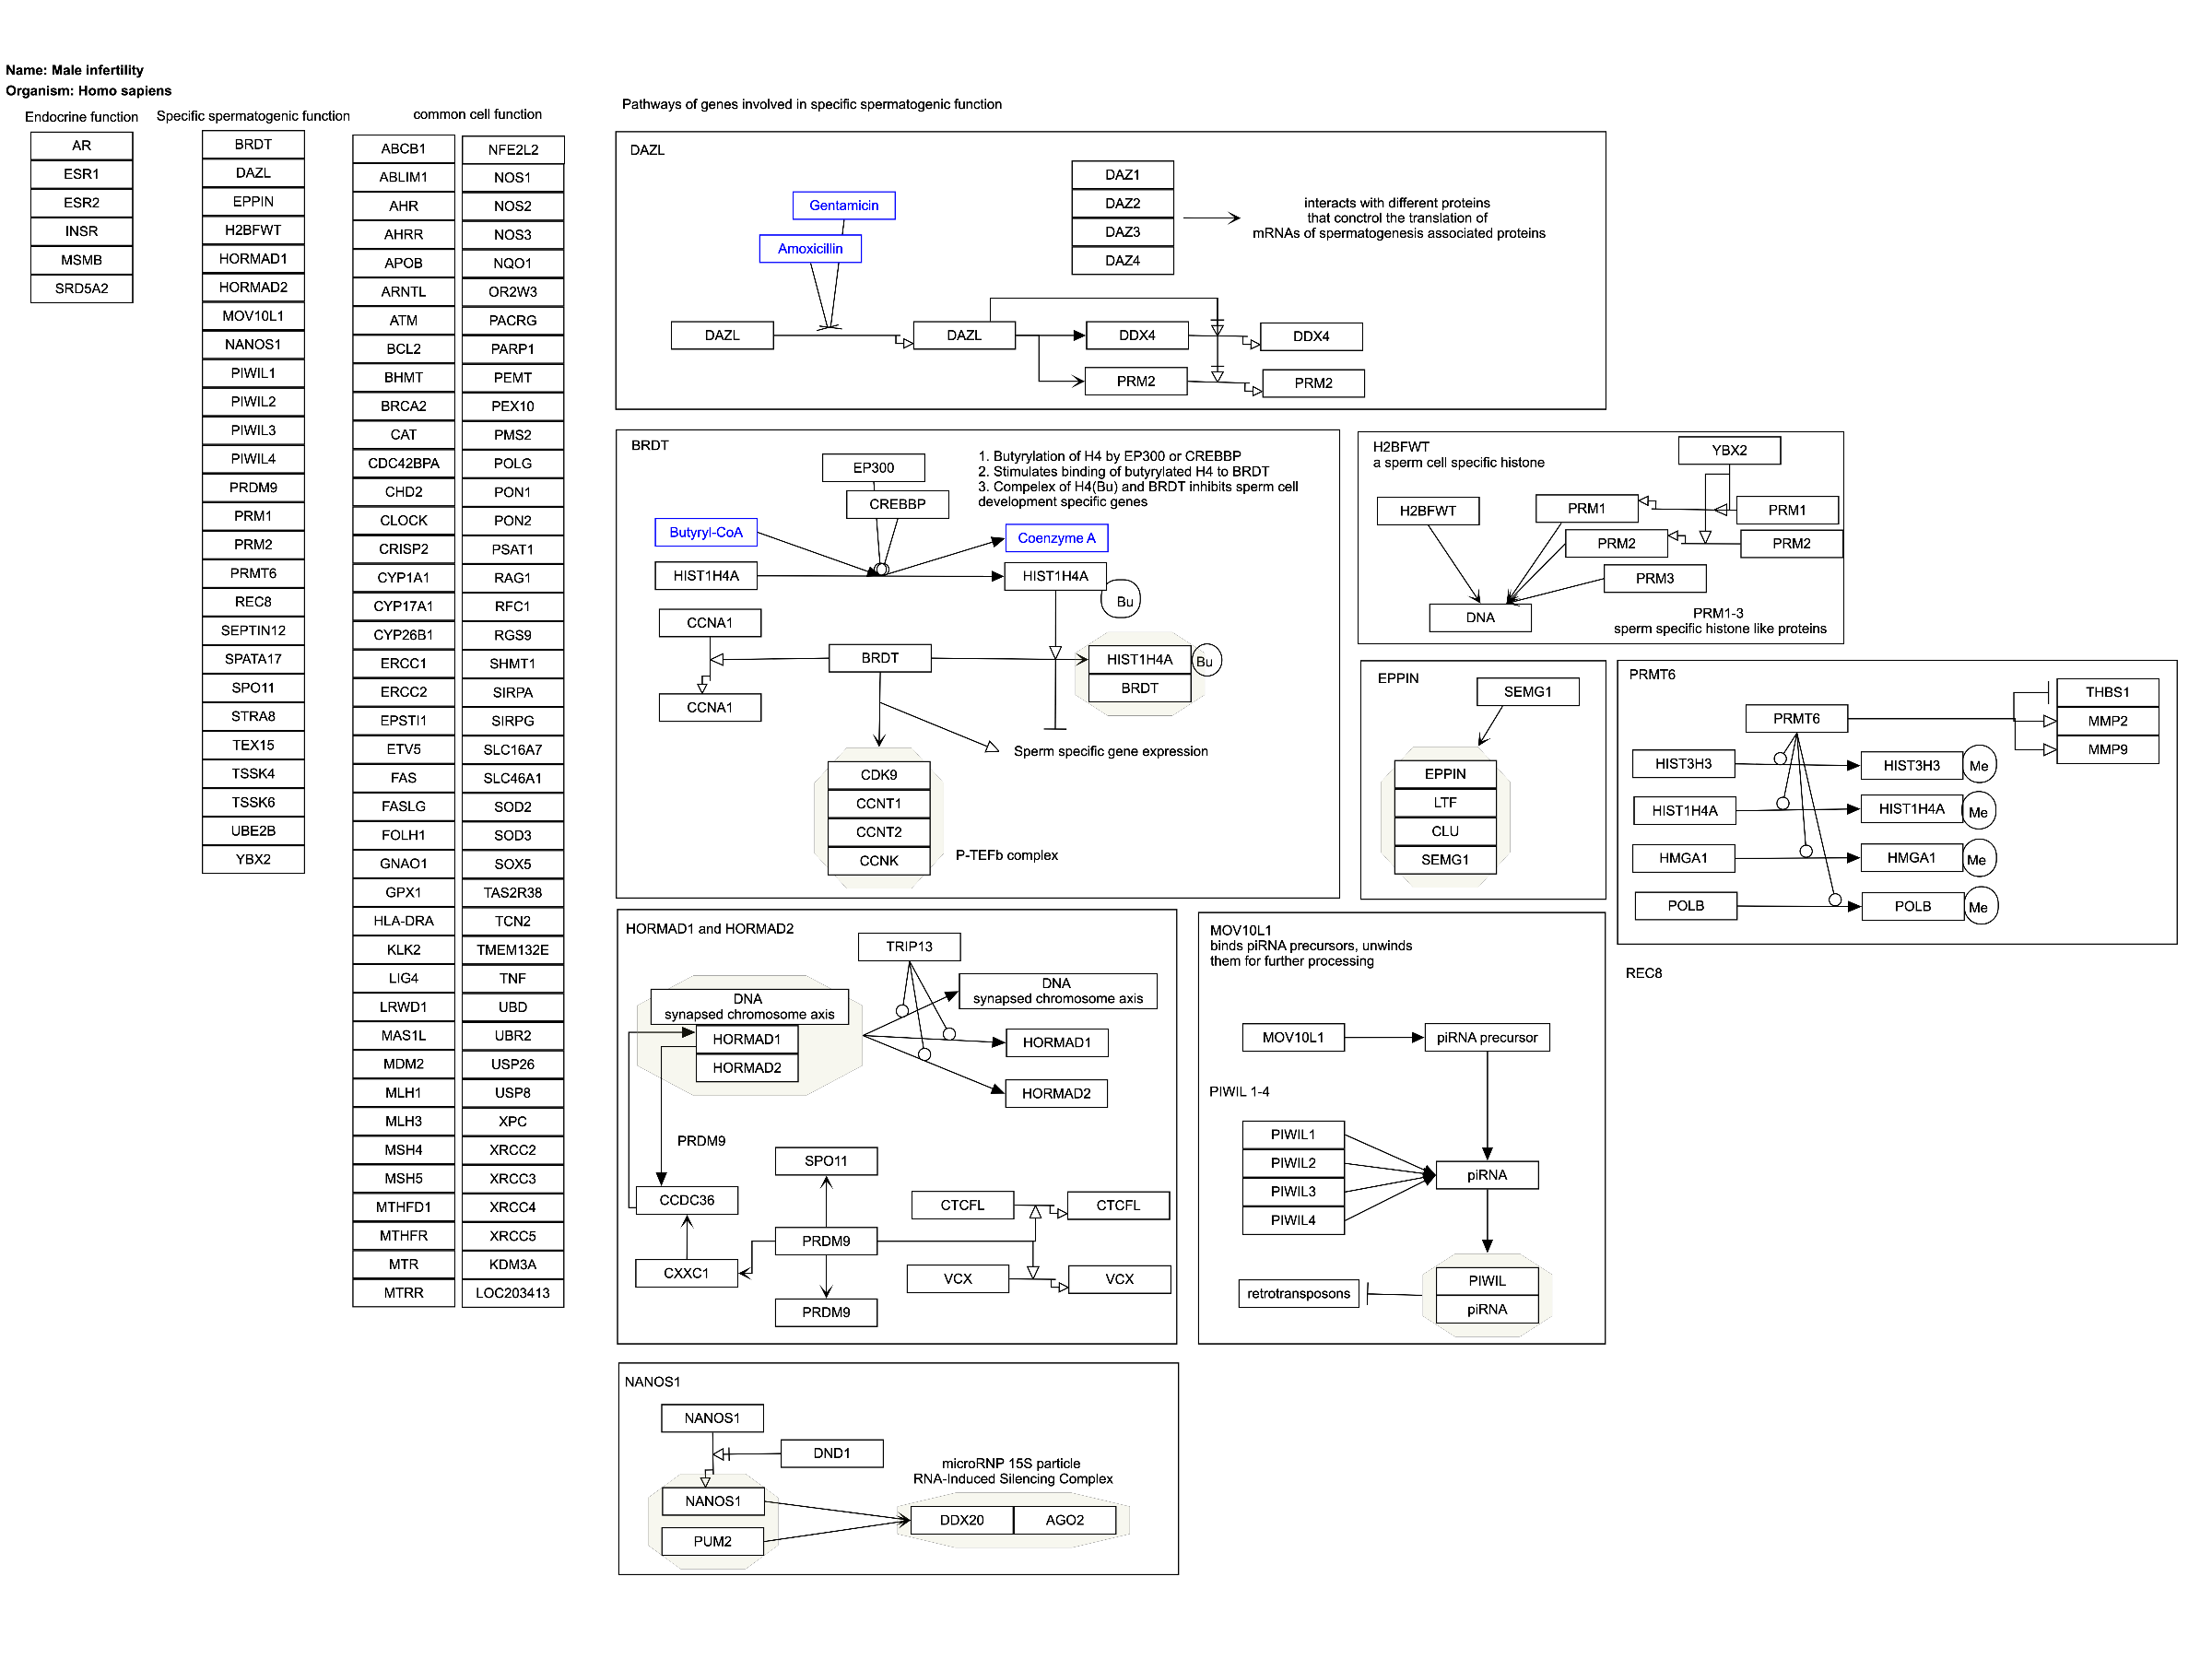 Name: Male infertility
Organism: Homo sapiens
Endocrine function
AR
ESR1
ESR2
INSR
MSMB
SRD5A2
Specific spermatogenic function
BRDT
DAZL
EPPIN
H2BFWT
HORMAD1
HORMAD2
MOV10L1
NANOS1
PIWIL1
PIWIL2
PIWIL3
PIWIL4
PRDM9
PRM1
PRM2
PRMT6
REC8
SEPTIN12
SPATA17
SPO11
STRA8
TEX15
TSSK4
TSSK6
UBE2B
YBX2
common cell function
ABCB1
ABLIM1
AHR
AHRR
APOB
ARNTL
ATM
BCL2
BHMT
BRCA2
CAT
CDC42BPA
CHD2
CLOCK
CRISP2
CYP1A1
CYP17A1
CYP26B1
ERCC1
ERCC2
EPSTI1
ETV5
FAS
FASLG
FOLH1
GNAO1
GPX1
HLA-DRA
KLK2
LIG4
LRWD1
MAS1L
MDM2
MLH1
MLH3
MSH4
MSH5
MTHFD1
MTHFR
MTR
MTRR
NFE2L2
NOS1
NOS2
NOS3
NQO1
OR2W3
PACRG
PARP1
PEMT
PEX10
PMS2
POLG
PON1
PON2
PSAT1
RAG1
RFC1
RGS9
SHMT1
SIRPA
SIRPG
SLC16A7
SLC46A1
SOD2
SOD3
SOX5
TAS2R38
TCN2
TMEM132E
TNF
UBD
UBR2
USP26
USP8
XPC
XRCC2
XRCC3
XRCC4
XRCC5
KDM3A
LOC203413
Pathways of genes involved in specific spermatogenic function
DAZL
Gentamicin
Amoxicillin
DAZ1
DAZ2
DAZ3
DAZ4
interacts with different proteins
that conctrol the translation of
mRNAs of spermatogenesis associated proteins
DAZL
DAZL
DDX4
DDX4
PRM2
PRM2
BRDT
EP300
CREBBP
1. Butyrylation of H4 by EP300 or CREBBP
2. Stimulates binding of butyrylated H4 to BRDT
3. Compelex of H4(Bu) and BRDT inhibits sperm cell
development specific genes
Butyryl-CoA
Coenzyme A
HIST1H4A
HIST1H4A
Bu
CCNA1
BRDT
HIST1H4A
Bu
BRDT
CCNA1
Sperm specific gene expression
CDK9
CCNT1
CCNT2
CCNK
P-TEFb complex
H2BFWT
a sperm cell specific histone
YBX2
H2BFWT
PRM1
PRM1
PRM2
PRM2
PRM3
DNA
PRM1-3
sperm specific histone like proteins
EPPIN
SEMG1
EPPIN
LTF
CLU
SEMG1
PRMT6
PRMT6
THBS1
MMP2
MMP9
HIST3H3
HIST3H3
Me
HIST1H4A
HIST1H4A
Me
HMGA1
HMGA1
Me
POLB
POLB
Me
REC8
HORMAD1 and HORMAD2
TRIP13
DNA
synapsed chromosome axis
HORMAD1
HORMAD2
DNA
synapsed chromosome axis
HORMAD1
HORMAD2
PRDM9
SPO11
CCDC36
CTCFL
CTCFL
PRDM9
CXXC1
VCX
VCX
PRDM9
MOV10L1
binds piRNA precursors, unwinds
them for further processing
MOV10L1
piRNA precursor
PIWIL 1-4
PIWIL1
PIWIL2
PIWIL3
PIWIL4
piRNA
retrotransposons
PIWIL
piRNA
NANOS1
NANOS1
DND1
microRNP 15S particle
RNA-Induced Silencing Complex
NANOS1
PUM2
DDX20
AGO2